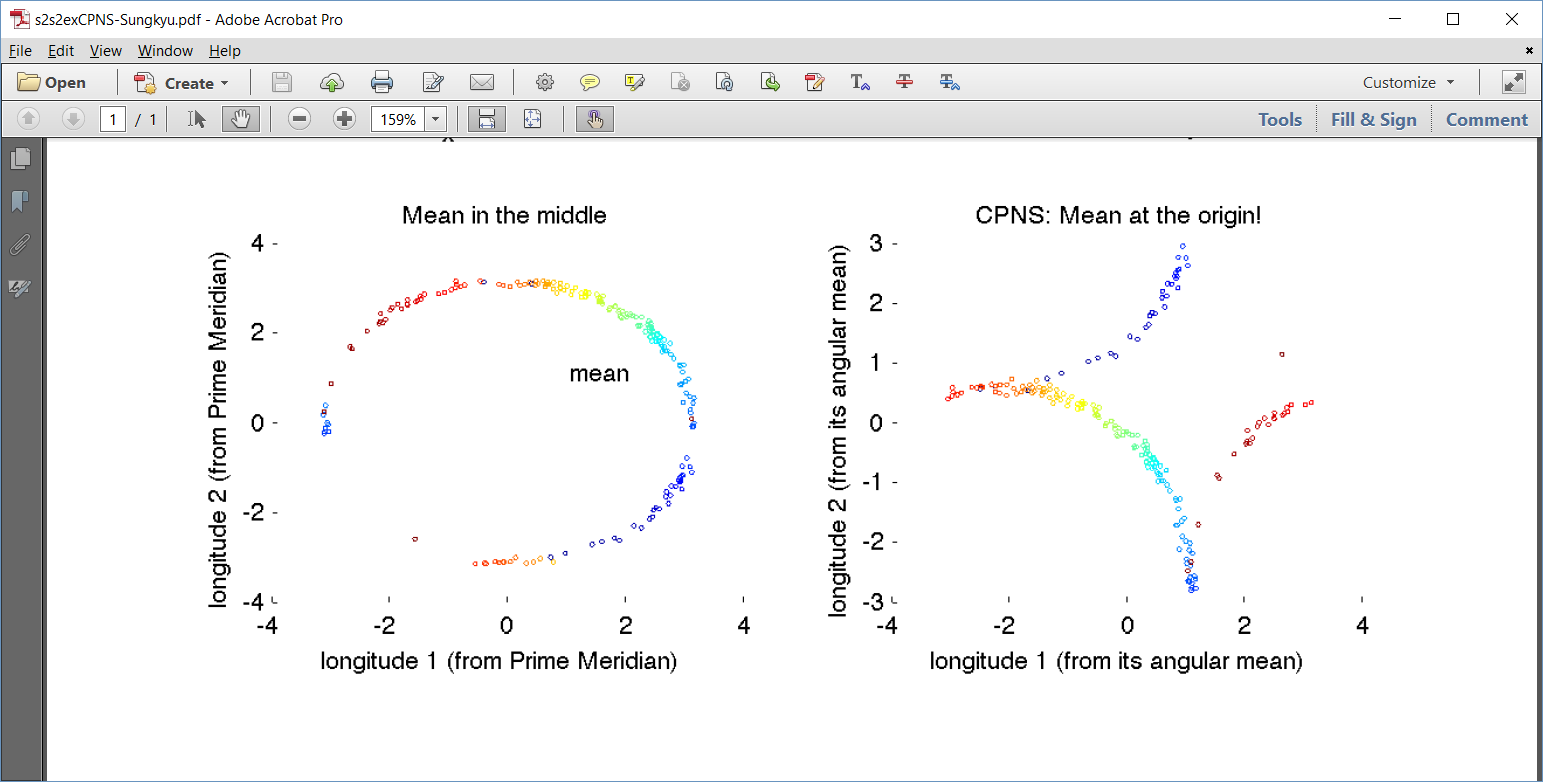 s2s2exCPNS-Sungkyu.pdf - Adobe Acrobat Pro
File Edit View Window Help
Open Create Customize
1 / 1 159% Tools Fill & Sign Comment
Mean in the middle
4
2
0
-2
-4
-4 -2 0 2 4
longitude 2 (from Prime Meridian)
mean
longitude 1 (from Prime Meridian)
CPNS: Mean at the origin!
3
2
1
0
-1
-2
-3
-4 -2 0 2 4
longitude 2 (from its angular mean)
longitude 1 (from its angular mean)